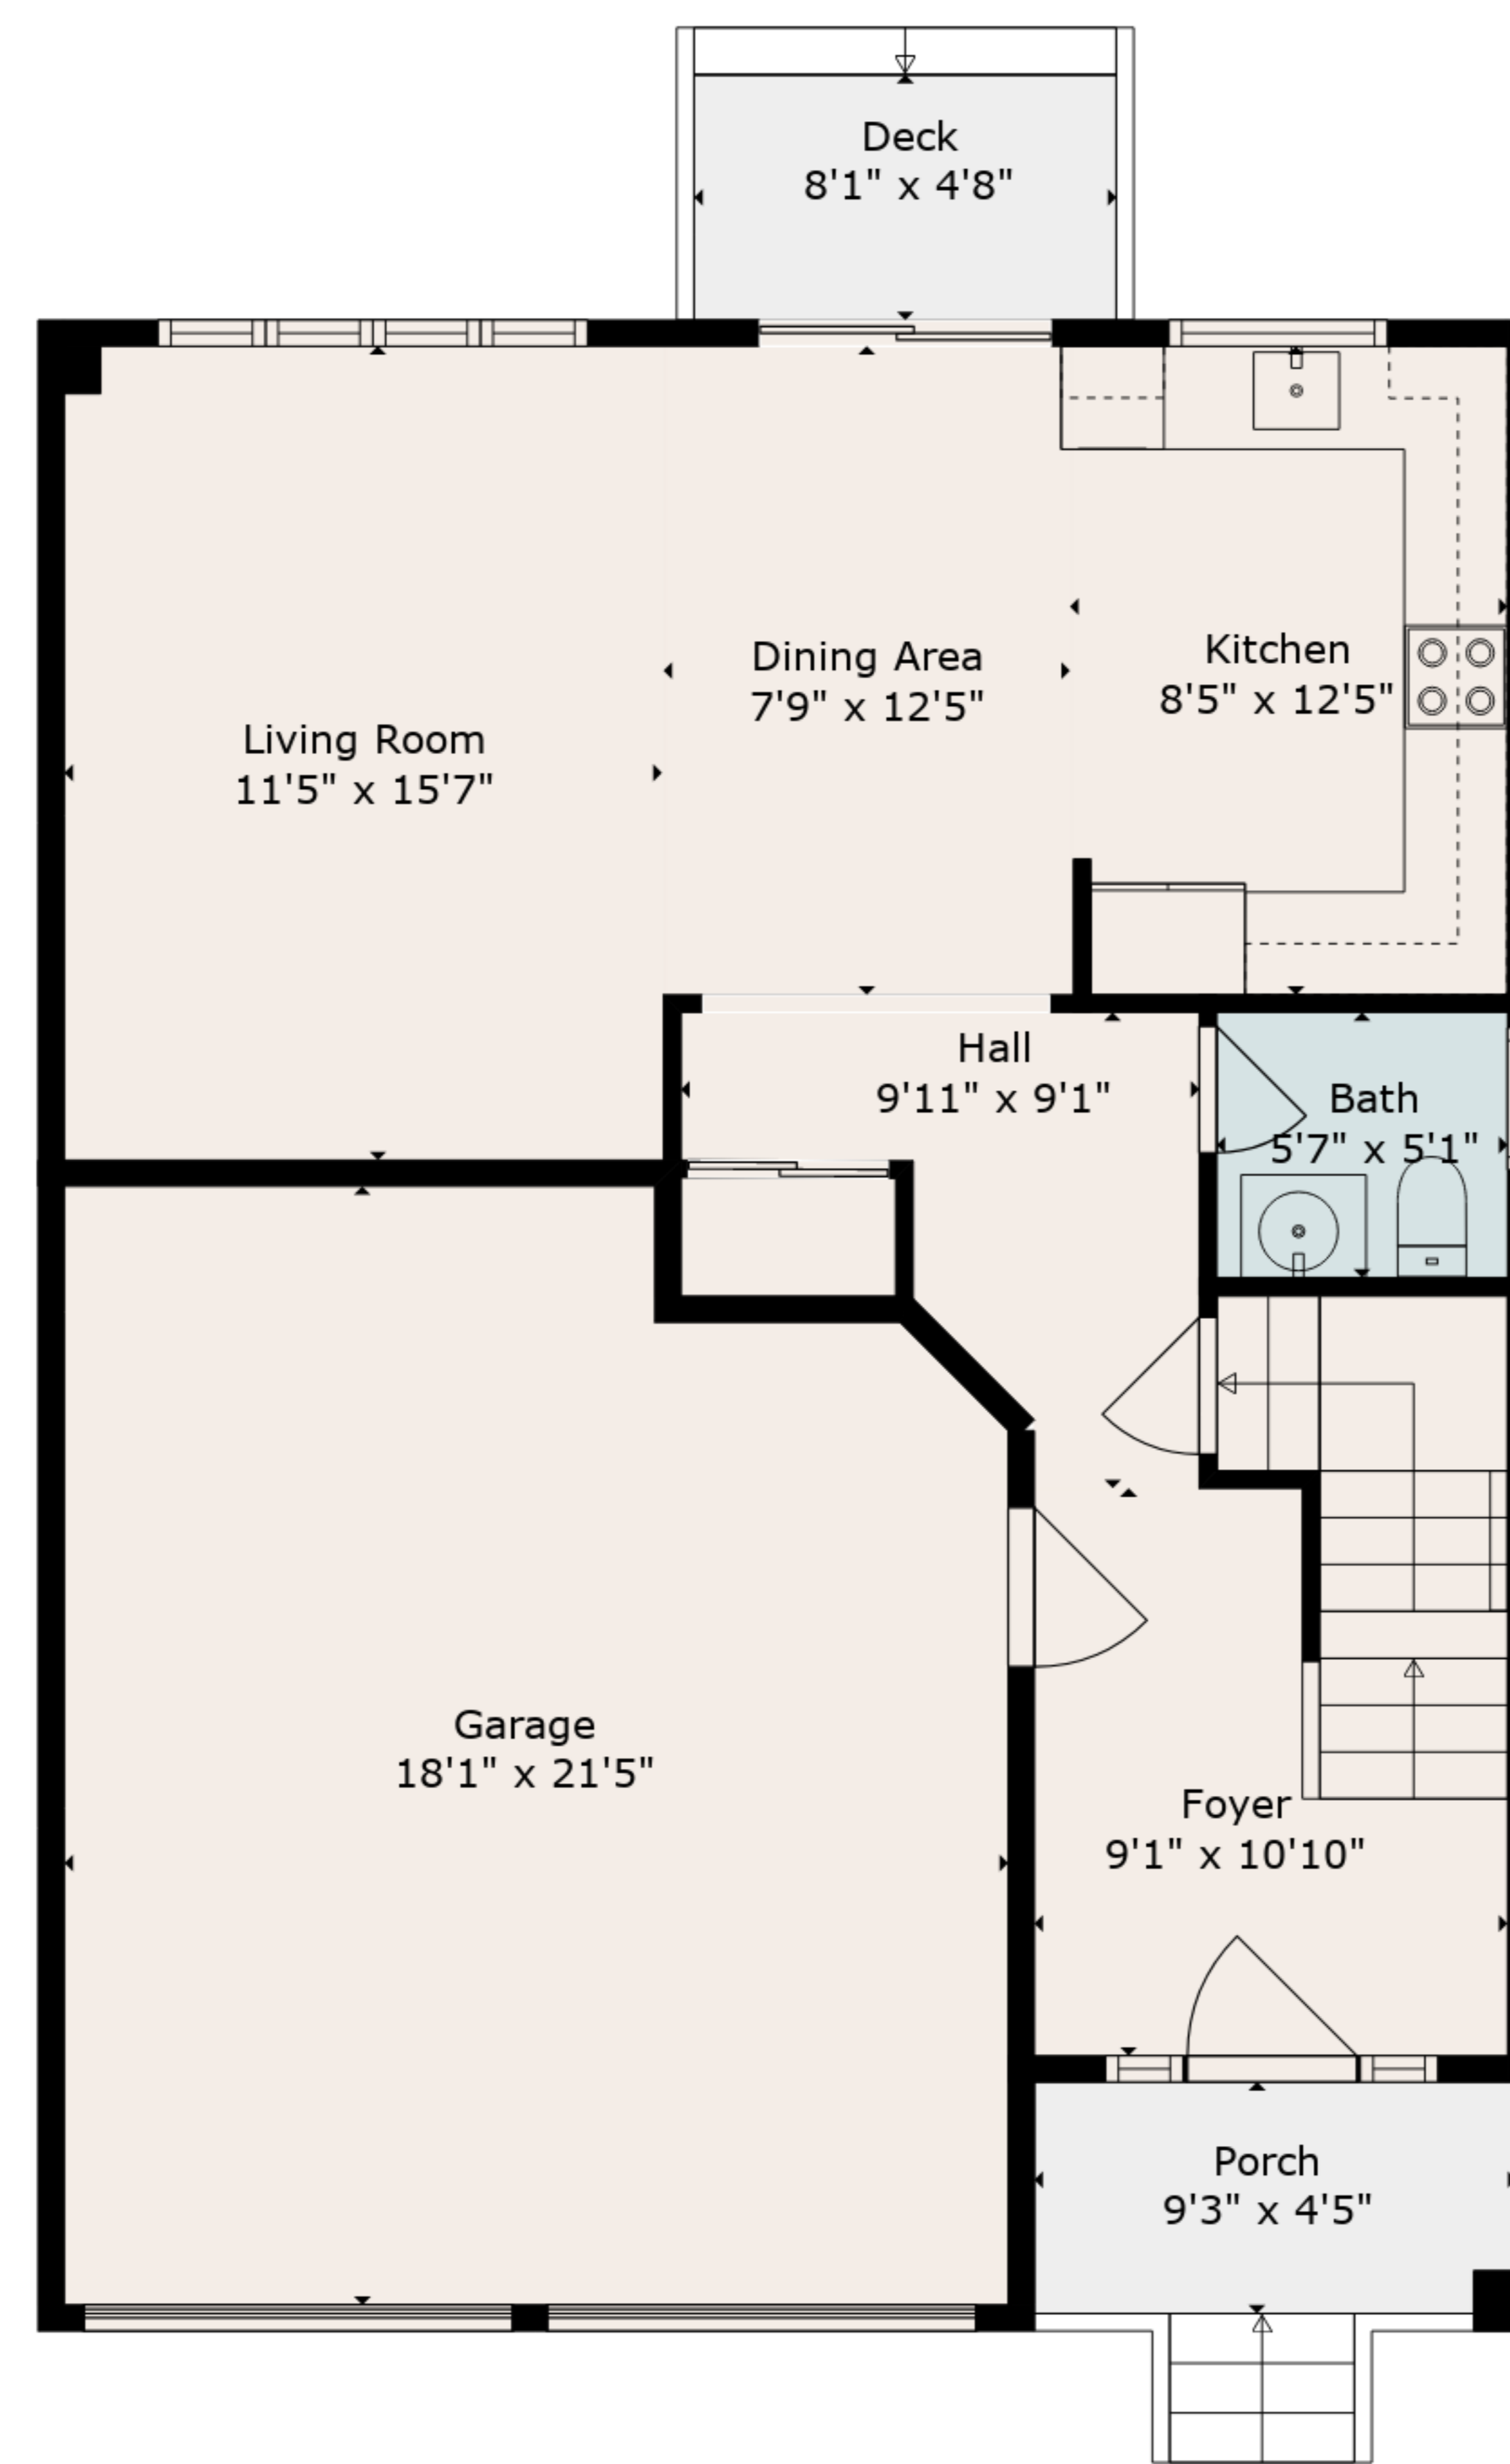 Deck
8'1" x 4'8"
Dining Area
7'9" x 12'5"
Kitchen
8'5" x 12'5"
Living Room
11'5" x 15'7"
Hall
9'11" x 9'1"
Bath
5'7" x 5'1"
Garage
18'1" x 21'5"
Foyer
9'1" x 10'10"
Porch
9'3" x 4'5"